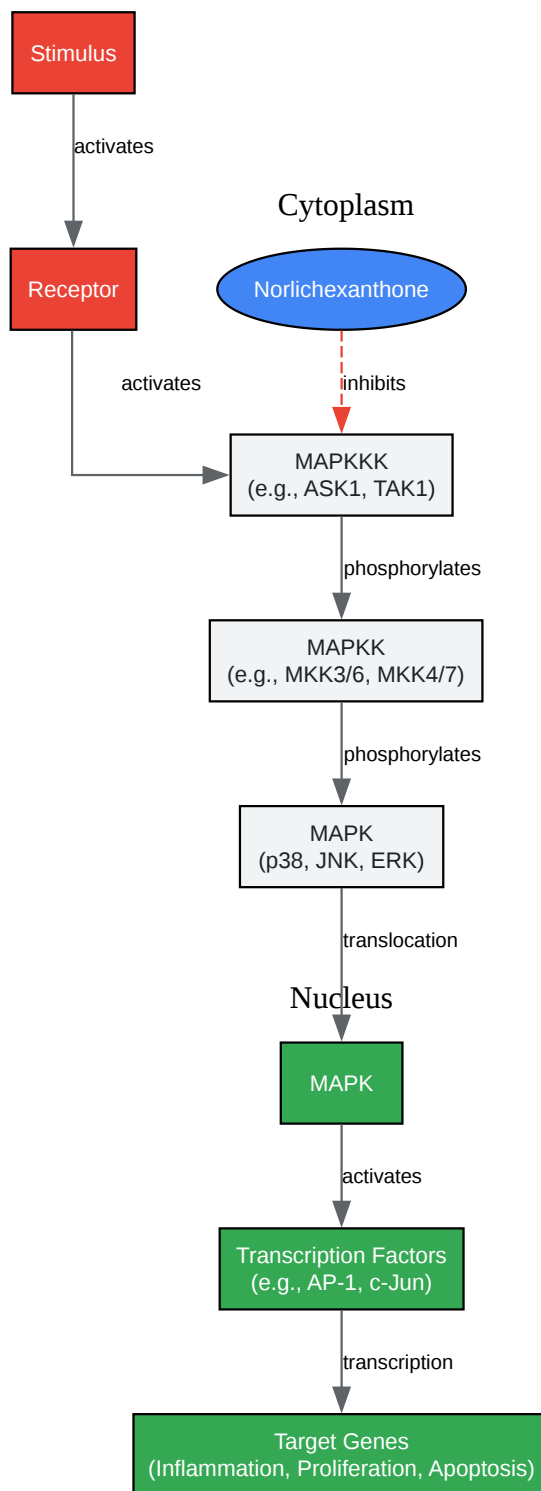 Stimulus
activates
Cytoplasm
Receptor
Norlichexanthone
activates
inhibits
MAPKKK
(e.g., ASK1, TAK1)
phosphorylates
MAPKK
(e.g., MKK3/6, MKK4/7)
phosphorylates
MAPK
(p38, JNK, ERK)
translocation
Nucleus
MAPK
activates
Transcription Factors
(e.g., AP-1, c-Jun)
transcription
Target Genes
(Inflammation, Proliferation, Apoptosis)